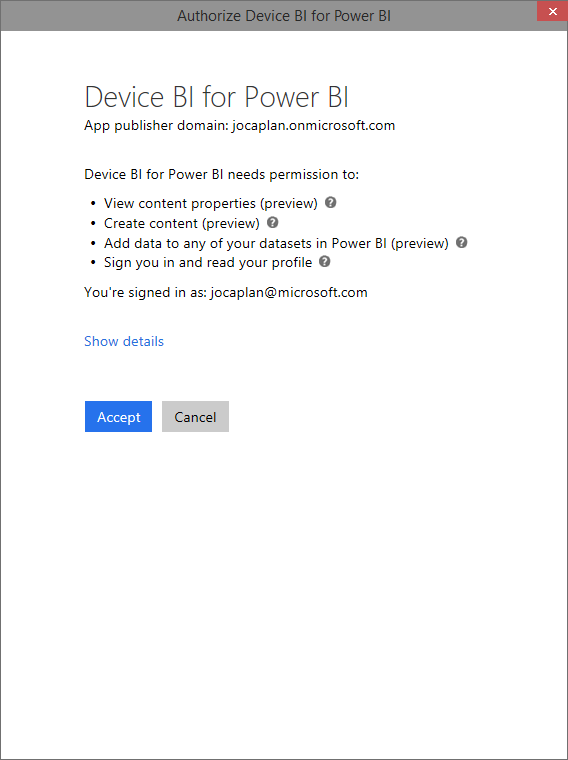 Authorize Device BI for Power BI
Device BI for Power BI
App publisher domain: jocaplan.onmicrosoft.com
Device BI for Power BI needs permission to:
• View content properties (preview) ?
• Create content (preview) ?
• Add data to any of your datasets in Power BI (preview) ?
• Sign you in and read your profile ?
You're signed in as: jocaplan@microsoft.com
Show details
Accept Cancel